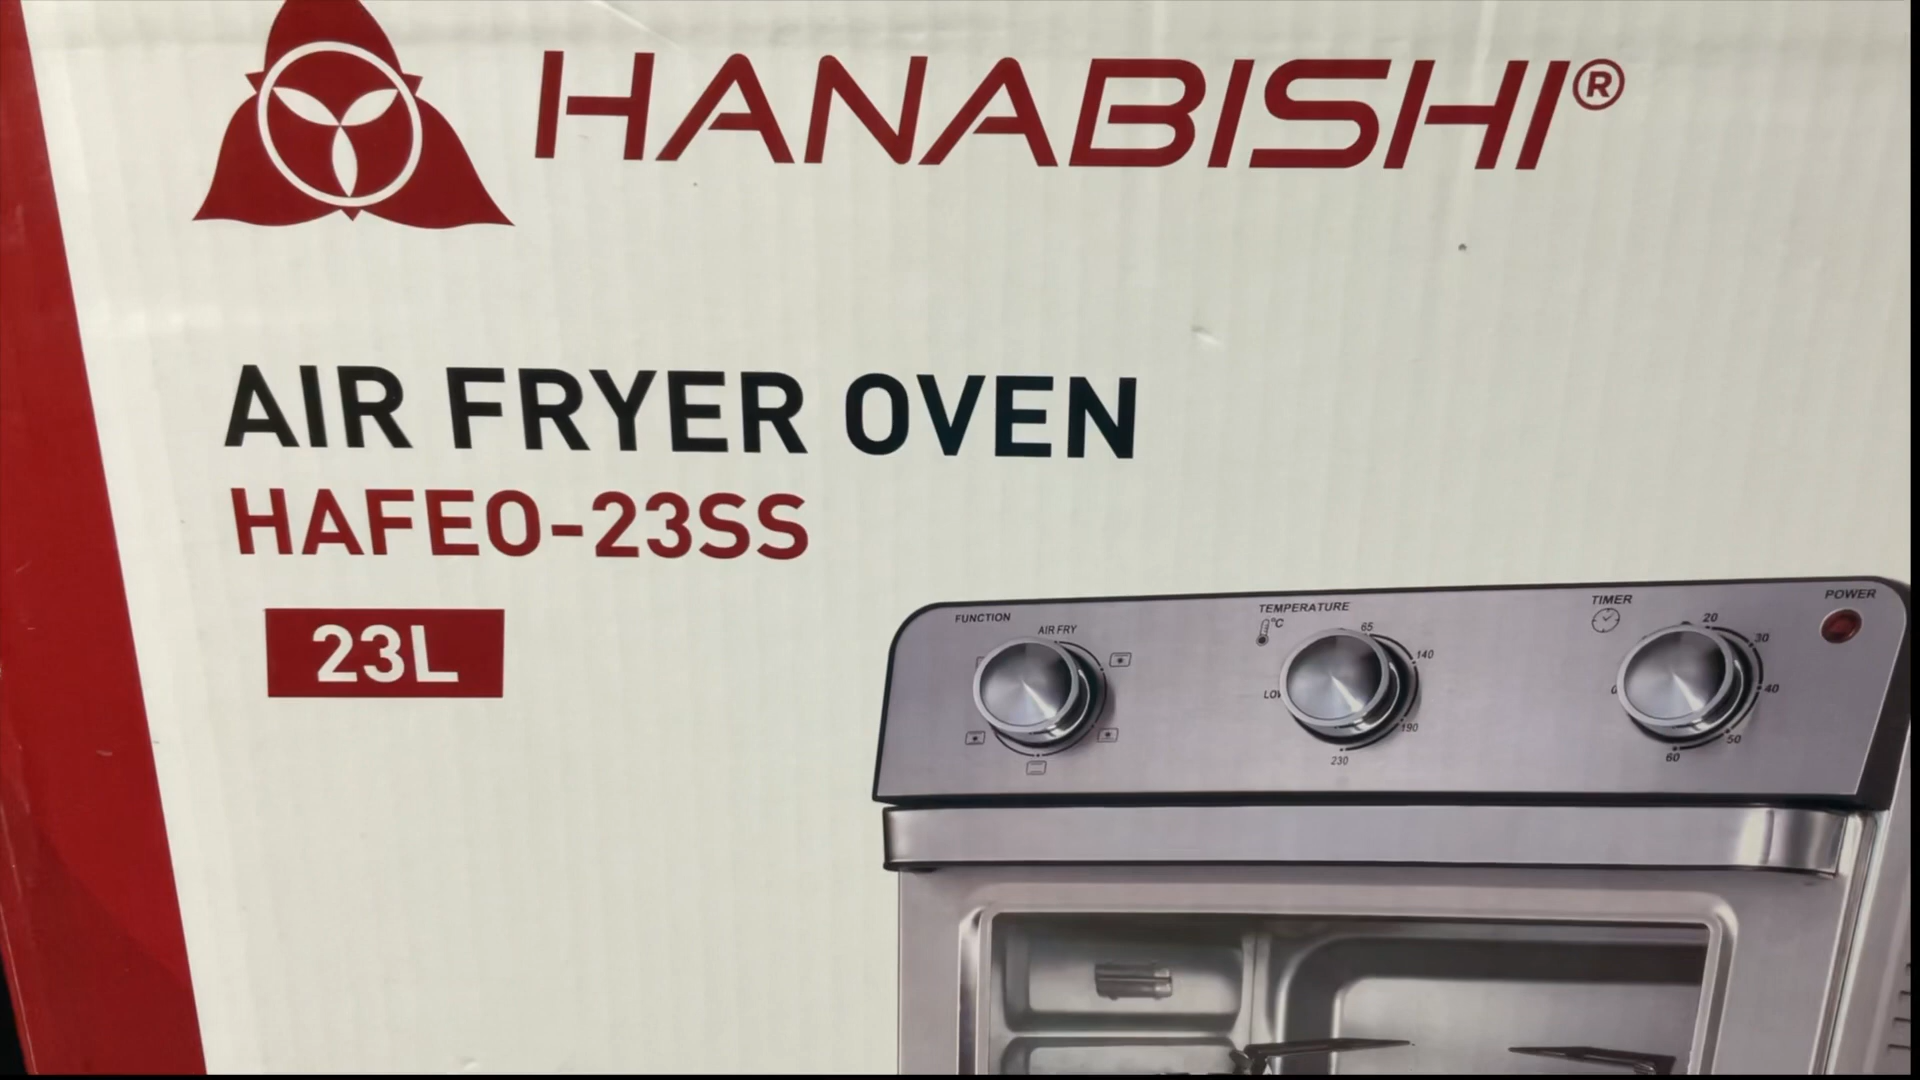 HANABISHI®
AIR FRYER OVEN
HAFEO-23SS
23L
FUNCTION
AIR FRY
TEMPERATURE
°C
65
140
190
230
TIMER
20
30
40
50
60
POWER